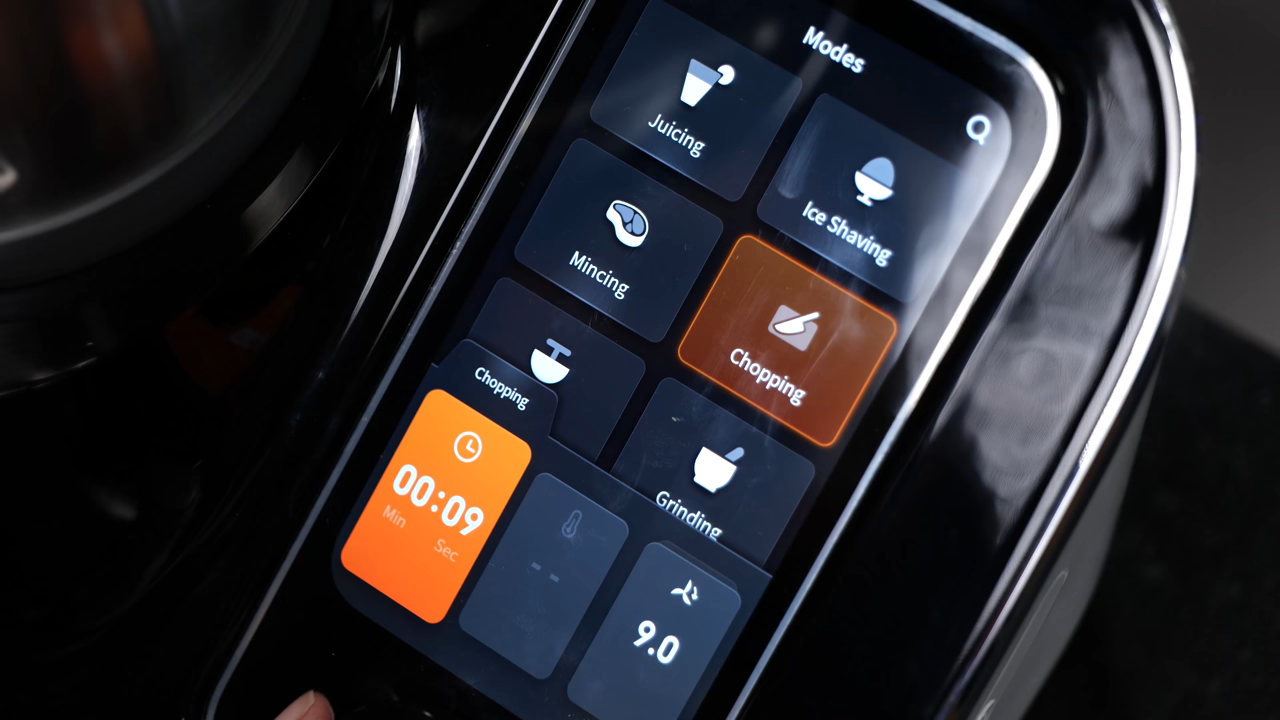 Modes
Juicing
Ice Shaving
Mincing
Chopping
Chopping
Grinding
00:09
Min
Sec
--
9.0